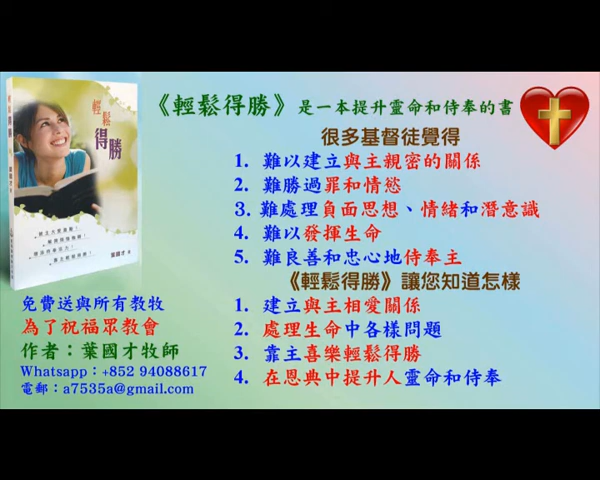 《輕鬆得勝》是一本提升靈命和侍奉的書
很多基督徒覺得
1. 難以建立與主親密的關係
2. 難勝過罪和情慾
3. 難處理負面思想、情緒和潛意識
4. 難以發揮生命
5. 難良善和忠心地侍奉主
《輕鬆得勝》讓您知道怎樣
1. 建立與主相愛關係
2. 處理生命中各樣問題
3. 靠主喜樂輕鬆得勝
4. 在恩典中提升人靈命和侍奉
輕鬆
得勝
葉國才 著
輕鬆
得勝
免費送與所有教牧
為了祝福眾教會
作者：葉國才牧師
Whatsapp：+852 94088617
電郵：a7535a@gmail.com